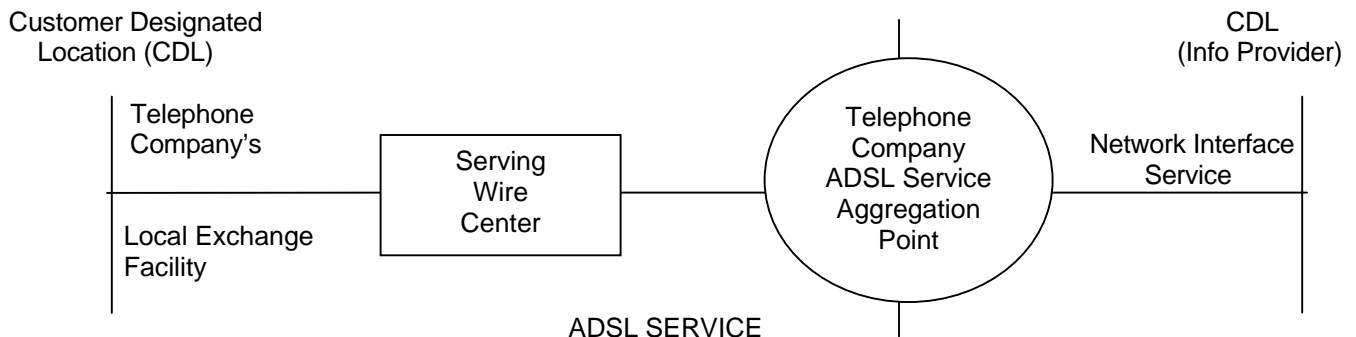 Customer Designated
Location (CDL)
CDL
(Info Provider)
Telephone
Company’s
Local Exchange
Facility
Serving
Wire
Center
Telephone
Company
ADSL Service
Aggregation
Point
Network Interface
Service
ADSL SERVICE